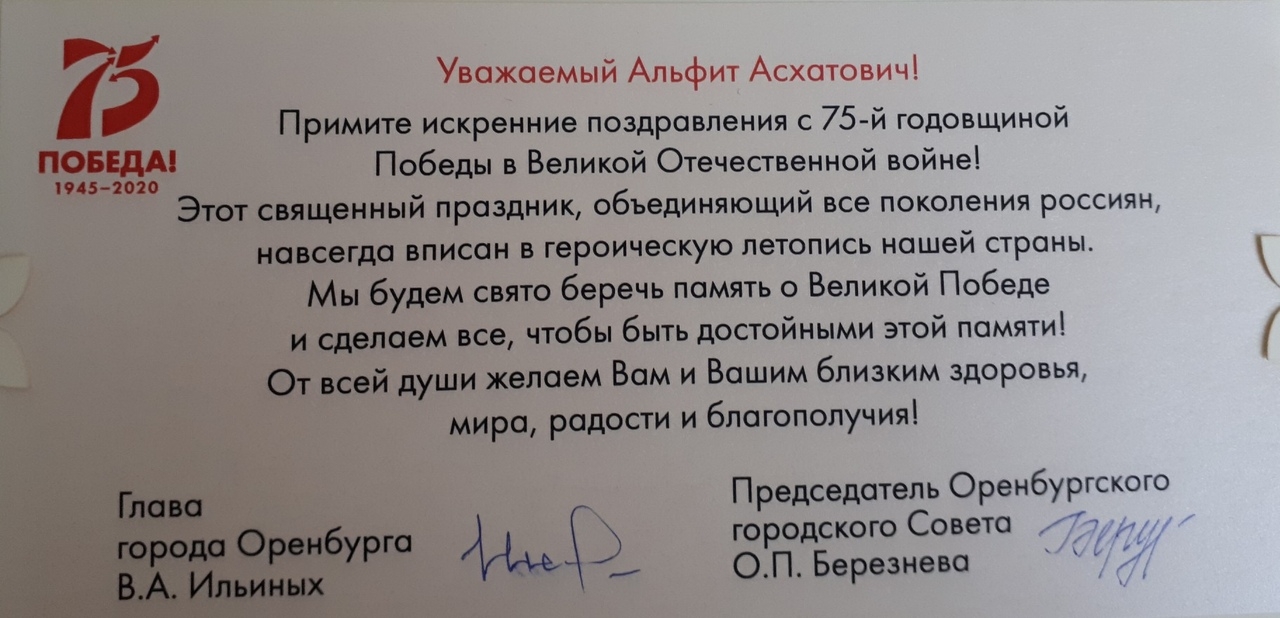 75
ПОБЕДА!
1945–2020
Уважаемый Альфит Асхатович!
Примите искренние поздравления с 75-й годовщиной
Победы в Великой Отечественной войне!
Этот священный праздник, объединяющий все поколения россиян,
навсегда вписан в героическую летопись нашей страны.
Мы будем свято беречь память о Великой Победе
и сделаем все, чтобы быть достойными этой памяти!
От всей души желаем Вам и Вашим близким здоровья,
мира, радости и благополучия!
Глава
города Оренбурга
В.А. Ильиных
Председатель Оренбургского
городского Совета
О.П. Березнева